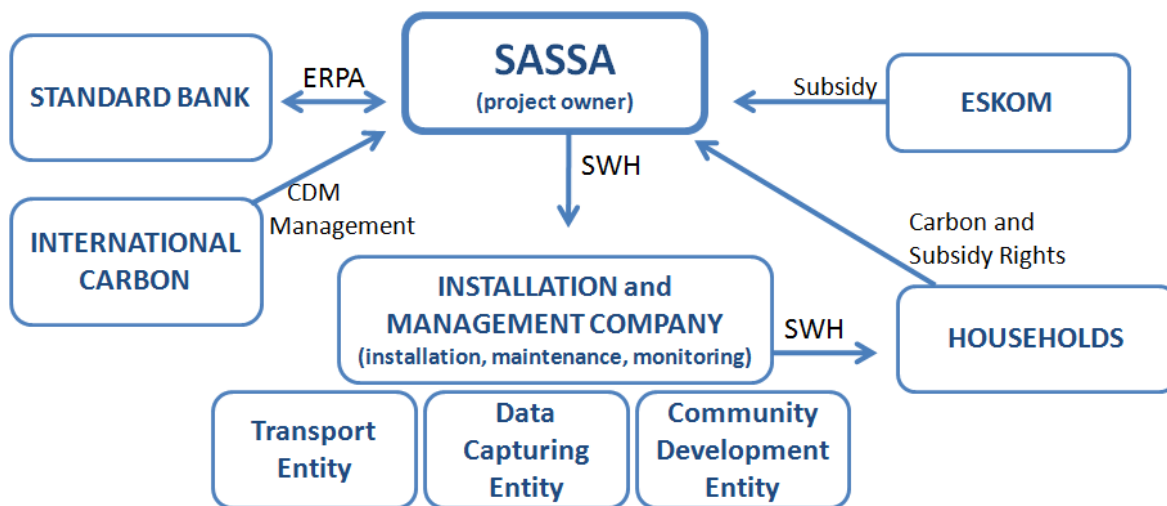 STANDARD BANK
ERPA
SASSA
(project owner)
Subsidy
ESKOM
INTERNATIONAL
CARBON
CDM
Management
SWH
Carbon and
Subsidy Rights
INSTALLATION and
MANAGEMENT COMPANY
(installation, maintenance, monitoring)
SWH
HOUSEHOLDS
Transport
Entity
Data
Capturing
Entity
Community
Development
Entity